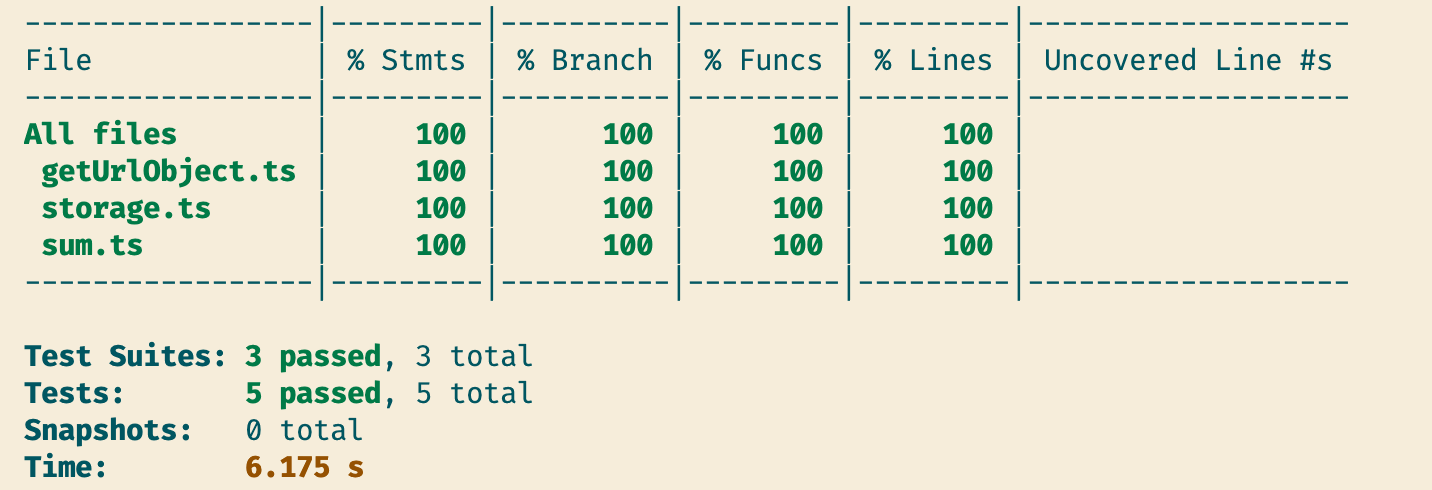 -----------------|---------|----------|---------|---------|-------------------
File             | % Stmts | % Branch | % Funcs | % Lines | Uncovered Line #s
-----------------|---------|----------|---------|---------|-------------------
All files        |     100 |      100 |     100 |     100 |
 getUrlObject.ts |     100 |      100 |     100 |     100 |
 storage.ts      |     100 |      100 |     100 |     100 |
 sum.ts          |     100 |      100 |     100 |     100 |
-----------------|---------|----------|---------|---------|-------------------
Test Suites: 3 passed, 3 total
Tests:       5 passed, 5 total
Snapshots:   0 total
Time:        6.175 s